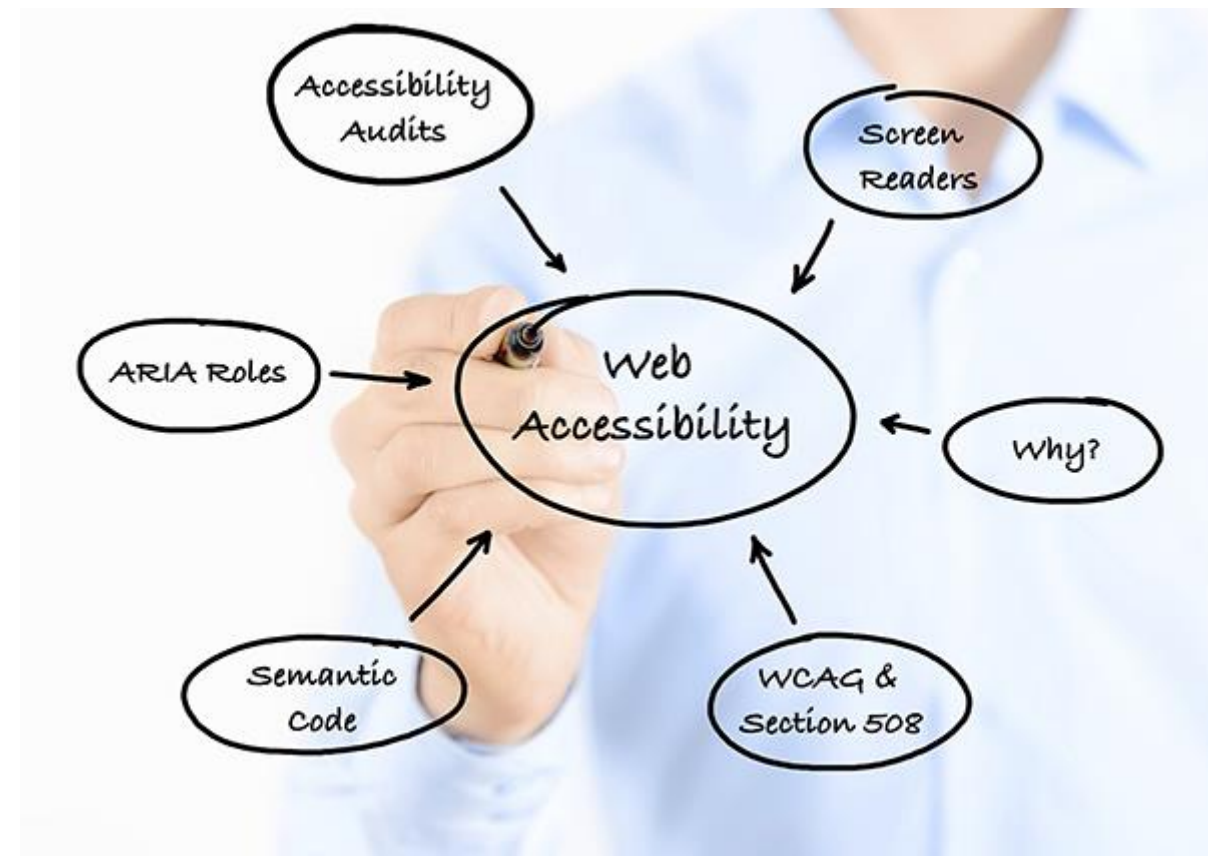 Accessibility
Audits
Screen
Readers
ARIA Roles
Web
Accessibility
Why?
Semantic
Code
WCAG &
Section 508